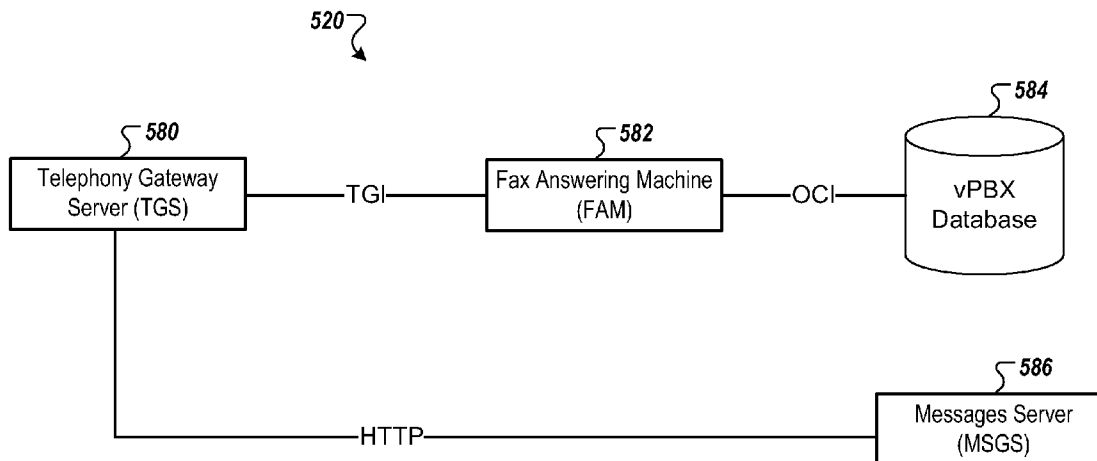 520
580
582
584
Telephony Gateway
Server (TGS)
TGI
Fax Answering Machine
(FAM)
OCI
vPBX
Database
586
HTTP
Messages Server
(MSGS)